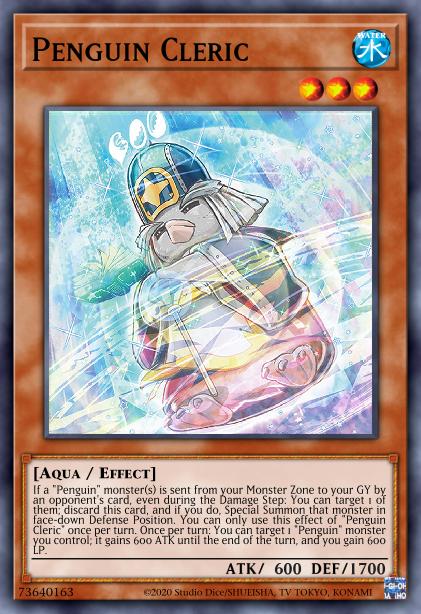 PENGUIN CLERIC
WATER
水
600
[AQUA / EFFECT]
If a "Penguin" monster(s) is sent from your Monster Zone to your GY by
an opponent's card, even during the Damage Step: You can target 1 of
them; discard this card, and if you do, Special Summon that monster in
face-down Defense Position. You can only use this effect of "Penguin
Cleric" once per turn. Once per turn: You can target 1 "Penguin" monster
you control; it gains 600 ATK until the end of the turn, and you gain 600
LP.
ATK/ 600 DEF/1700
73640163
©2020 Studio Dice/SHUEISHA, TV TOKYO, KONAMI